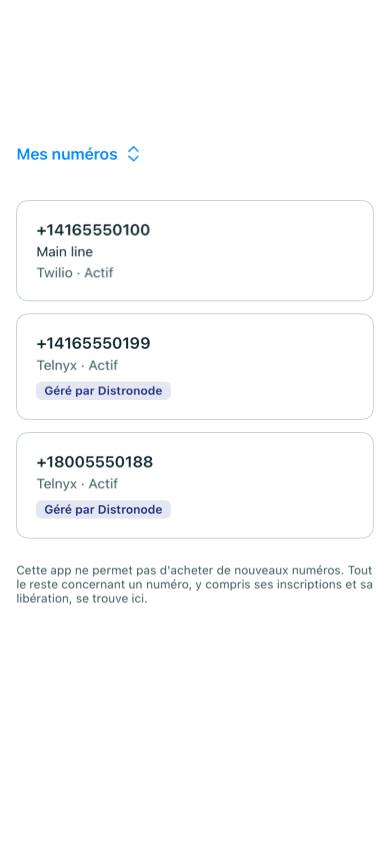 Mes numéros
+14165550100
Main line
Twilio · Actif
+14165550199
Telnyx · Actif
Géré par Distronode
+18005550188
Telnyx · Actif
Géré par Distronode
Cette app ne permet pas d'acheter de nouveaux numéros. Tout
le reste concernant un numéro, y compris ses inscriptions et sa
libération, se trouve ici.